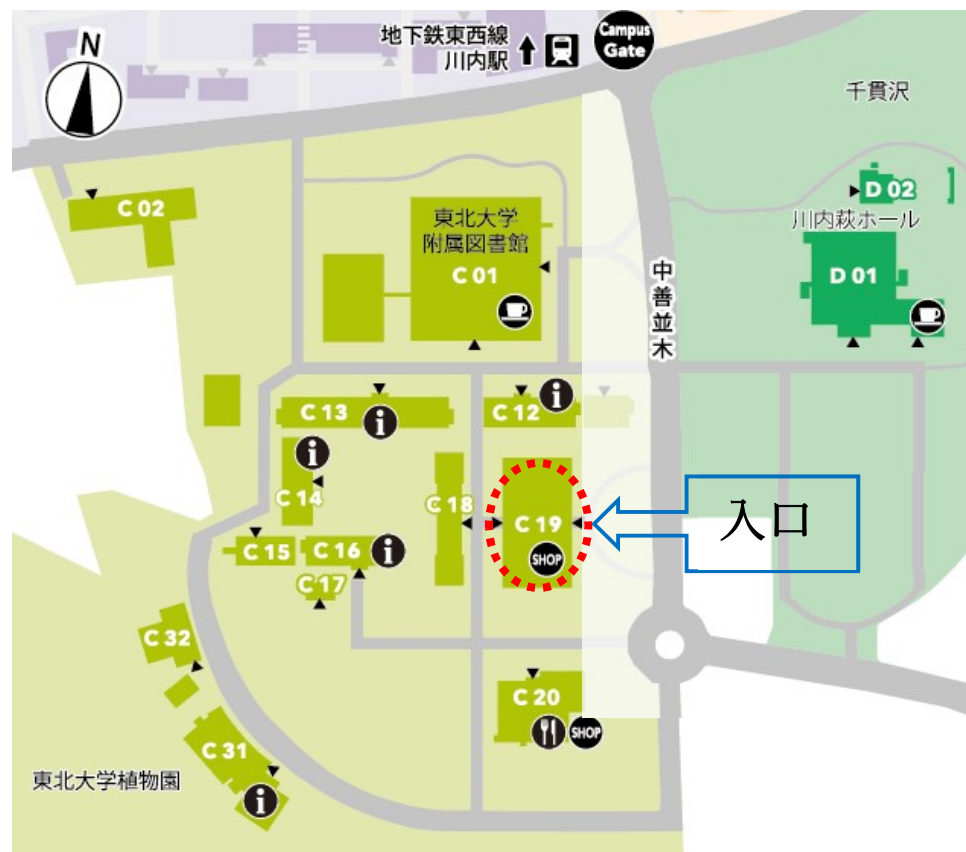 N
地下鉄東西線
川内駅
Campus
Gate
千貫沢
C 02
東北大学
附属図書館
C 01
D 02
川内萩ホール
D 01
中善並木
C 13
i
C 12
i
i
C 14
C 18
C 19
SHOP
入口
C 15
C 16
i
C 17
C 32
C 20
SHOP
C 31
i
東北大学植物園